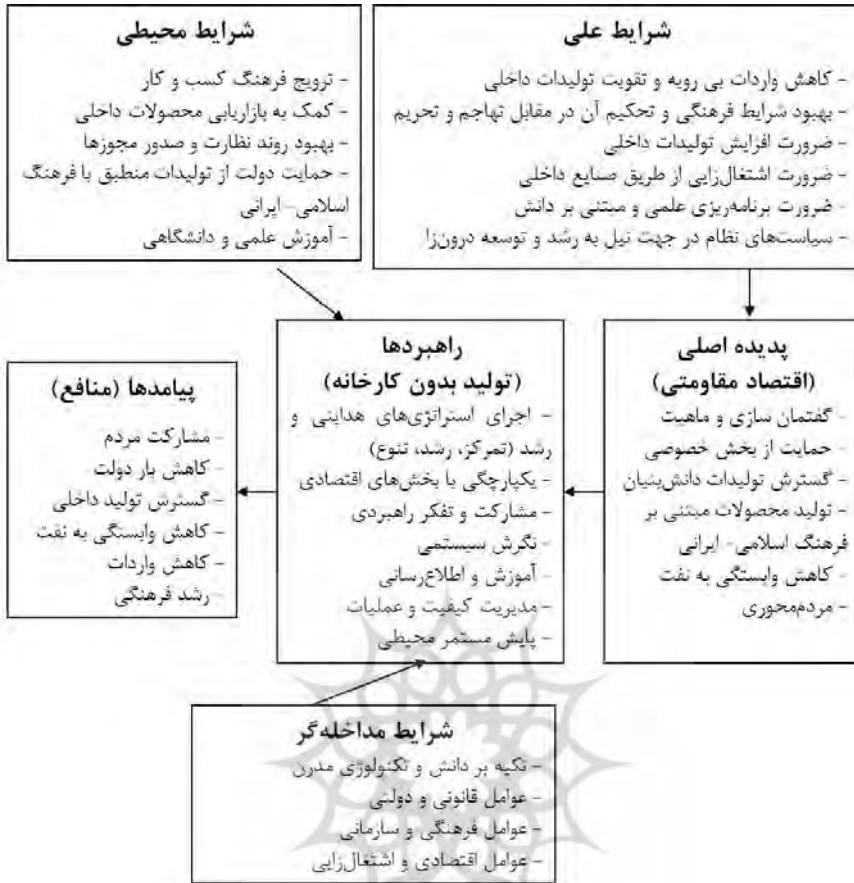 شرایط علی
- کاهش واردات بی رویه و تقویت تولیدات داخلی
- بهبود شرایط فرهنگی و تحکیم آن در مقابل تهاجم و تحریم
- ضرورت افزایش تولیدات داخلی
- ضرورت اشتغال‌زایی از طریق صنایع داخلی
- ضرورت برنامه‌ریزی علمی و مبتنی بر دانش
- سیاست‌های نظام در جهت نیل به رشد و توسعه درون‌زا
شرایط محیطی
- ترویج فرهنگ کسب و کار
- کمک به بازاریابی محصولات داخلی
- بهبود روند نظارت و صدور مجوزها
- حمایت دولت از تولیدات منطبق با فرهنگ
اسلامی- ایرانی
- آموزش علمی و دانشگاهی
پدیده اصلی
(اقتصاد مقاومتی)
- گفتمان سازی و ماهیت
- حمایت از بخش خصوصی
- گسترش تولیدات دانش‌بنیان
- تولید محصولات مبتنی بر
فرهنگ اسلامی- ایرانی
- کاهش وابستگی به نفت
- مردم‌محوری
راهبردها
(تولید بدون کارخانه)
- اجرای استراتژی‌های هدایتی و
رشد (تمرکز، رشد، تنوع)
- یکپارچگی با بخش‌های اقتصادی
- مشارکت و تفکر راهبردی
- نگرش سیستمی
- آموزش و اطلاع‌رسانی
- مدیریت کیفیت و عملیات
- پایش مستمر محیطی
پیامدها (منافع)
- مشارکت مردم
- کاهش بار دولت
- گسترش تولید داخلی
- کاهش وابستگی به نفت
- کاهش واردات
- رشد فرهنگی
شرایط مداخله‌گر
- تکیه بر دانش و تکنولوژی مدرن
- عوامل قانونی و دولتی
- عوامل فرهنگی و سازمانی
- عوامل اقتصادی و اشتغال‌زایی